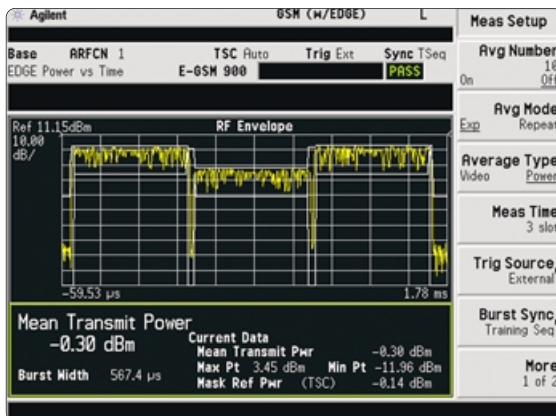 Agilent GSM (w/EDGE) L Meas Setup
Base ARFCN 1 TSC Auto Trig Ext Sync TSeq
EDGE Power vs Time E-GSM 900 PASS
Avg Number
10
On Off
Avg Mode
Exp Repeat
Average Type
Video Power
Meas Time
3 slo
Trig Source
External
Burst Sync
Training Seq
More
1 of 2
Ref 11.15dBm RF Envelope
10.00
dB/
-59.53 µs 1.78 ms
Mean Transmit Power
-0.30 dBm
Burst Width 567.4 µs
Current Data
Mean Transmit Pwr -0.30 dBm
Max Pt 3.45 dBm Min Pt -11.96 dBm
Mask Ref Pwr (TSC) -0.14 dBm